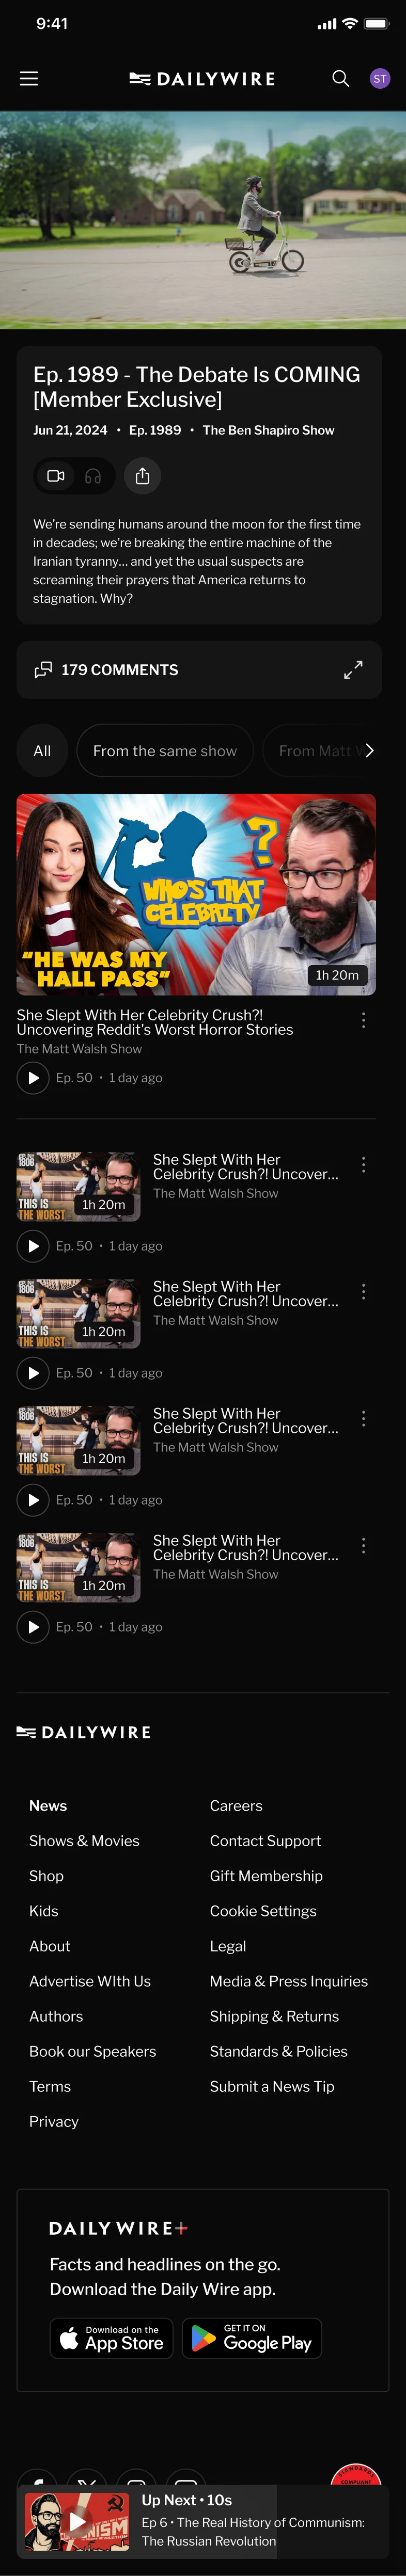 9:41
DAILYWIRE
ST
Ep. 1989 - The Debate Is COMING
[Member Exclusive]
Jun 21, 2024 • Ep. 1989 • The Ben Shapiro Show
We're sending humans around the moon for the first time
in decades; we're breaking the entire machine of the
Iranian tyranny... and yet the usual suspects are
screaming their prayers that America returns to
stagnation. Why?
179 COMMENTS
All
From the same show
From Matt W
WHO'S THAT
CELEBRITY
?
"HE WAS MY
HALL PASS"
1h 20m
She Slept With Her Celebrity Crush?!
Uncovering Reddit's Worst Horror Stories
The Matt Walsh Show
Ep. 50 • 1 day ago
1806
THIS IS
THE WORST
1h 20m
She Slept With Her
Celebrity Crush?! Uncover...
The Matt Walsh Show
Ep. 50 • 1 day ago
1806
THIS IS
THE WORST
1h 20m
She Slept With Her
Celebrity Crush?! Uncover...
The Matt Walsh Show
Ep. 50 • 1 day ago
1806
THIS IS
THE WORST
1h 20m
She Slept With Her
Celebrity Crush?! Uncover...
The Matt Walsh Show
Ep. 50 • 1 day ago
1806
THIS IS
THE WORST
1h 20m
She Slept With Her
Celebrity Crush?! Uncover...
The Matt Walsh Show
Ep. 50 • 1 day ago
DAILYWIRE
News
Shows & Movies
Shop
Kids
About
Advertise WIth Us
Authors
Book our Speakers
Terms
Privacy
Careers
Contact Support
Gift Membership
Cookie Settings
Legal
Media & Press Inquiries
Shipping & Returns
Standards & Policies
Submit a News Tip
DAILY WIRE+
Facts and headlines on the go.
Download the Daily Wire app.
Download on the
App Store
GET IT ON
Google Play
STANDARDS
COMPLIANT
Up Next • 10s
Ep 6 • The Real History of Communism:
The Russian Revolution